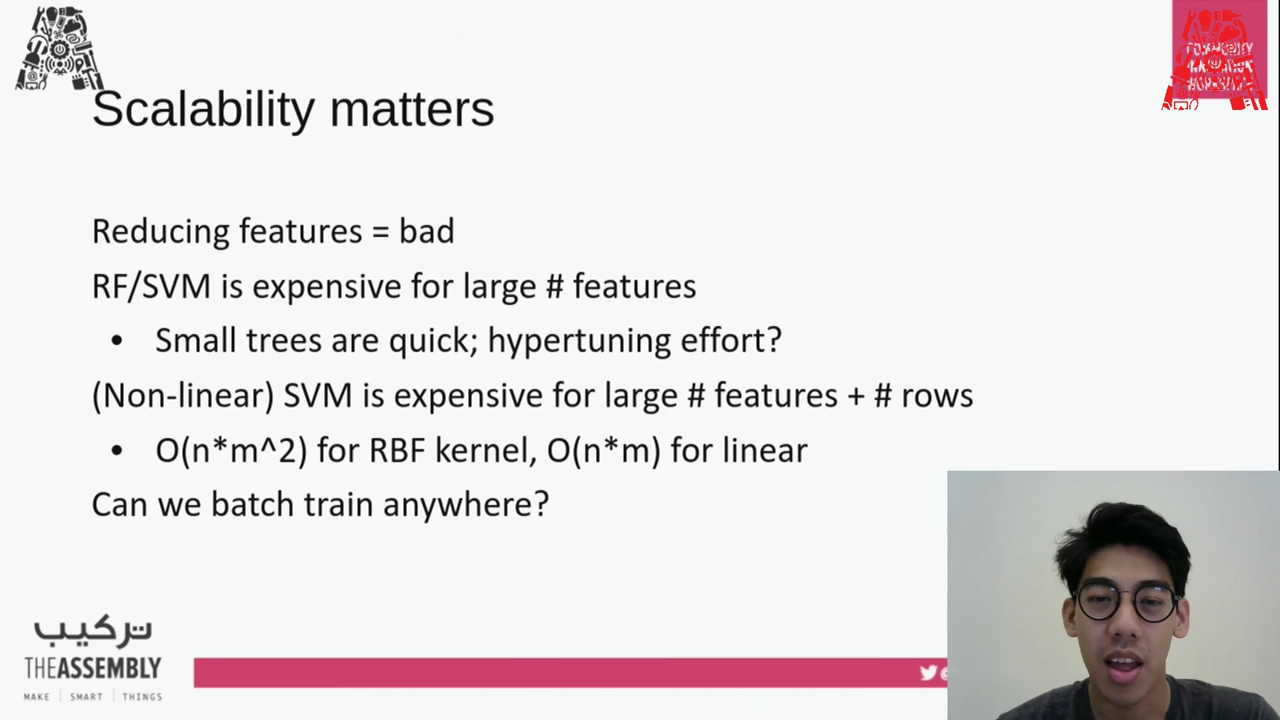 Scalability matters
Reducing features = bad
RF/SVM is expensive for large # features
• Small trees are quick; hypertuning effort?
(Non-linear) SVM is expensive for large # features + # rows
• O(n*m^2) for RBF kernel, O(n*m) for linear
Can we batch train anywhere?
تركيب
THEASSEMBLY
MAKE | SMART | THINGS